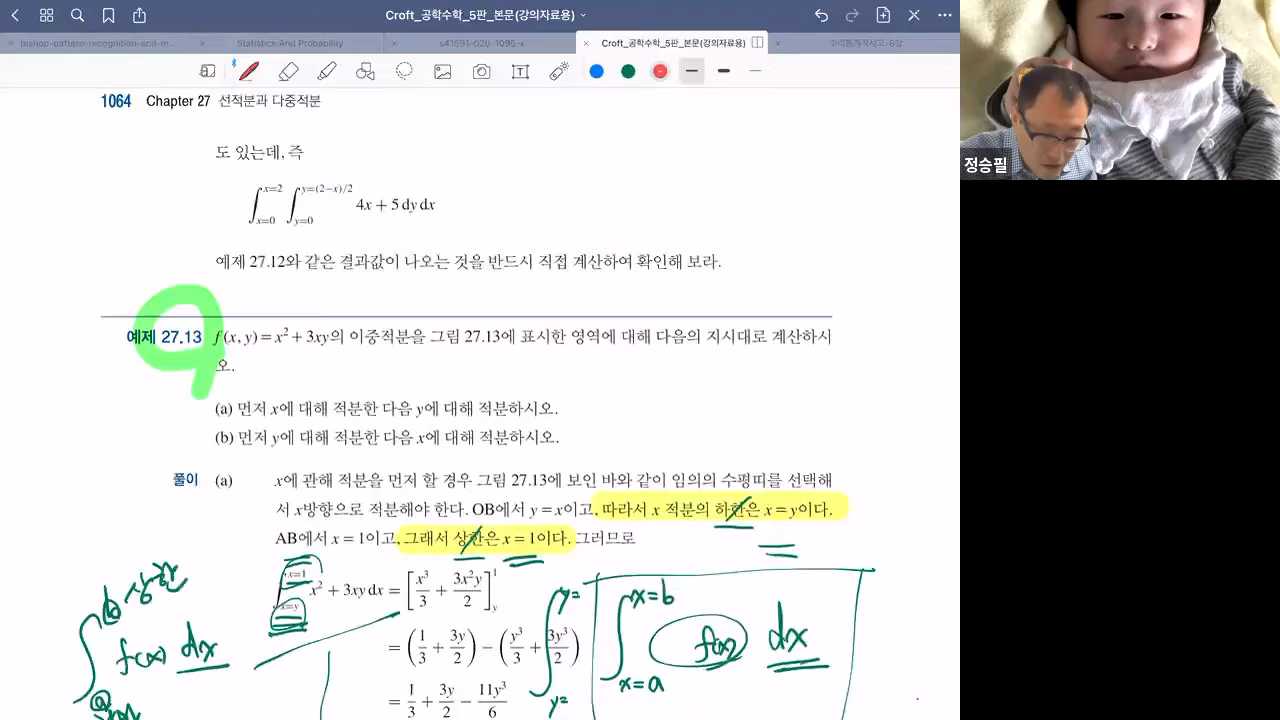 Croft_공학수학_5판_본문(강의자료용)
bishop-pattern-recognition-and-m...
Statistics And Probability
s41591-020-1095-x
Croft_공학수학_5판_본문(강의자료용)
1064 Chapter 27 선적분과 다중적분
도 있는데, 즉
∫_{x=0}^{x=2} ∫_{y=0}^{y=(2−x)/2} 4x + 5 dy dx
예제 27.12와 같은 결과값이 나오는 것을 반드시 직접 계산하여 확인해 보라.
예제 27.13 f(x, y) = x² + 3xy의 이중적분을 그림 27.13에 표시한 영역에 대해 다음의 지시대로 계산하시
오.
(a) 먼저 x에 대해 적분한 다음 y에 대해 적분하시오.
(b) 먼저 y에 대해 적분한 다음 x에 대해 적분하시오.
풀이 (a) x에 관해 적분을 먼저 할 경우 그림 27.13에 보인 바와 같이 임의의 수평띠를 선택해
서 x방향으로 적분해야 한다. OB에서 y = x이고, 따라서 x 적분의 하한은 x = y이다.
AB에서 x = 1이고, 그래서 상한은 x = 1이다. 그러므로
∫_{x=y}^{x=1} x² + 3xy dx = [x³/3 + 3x²y/2]_y^1
= (1/3 + 3y/2) − (y³/3 + 3y³/2)
= 1/3 + 3y/2 − 11y³/6
∫_a^b f(x) dx
상한
∫_{y=}^{y=} ∫_{x=a}^{x=b} f(x) dx
정승필